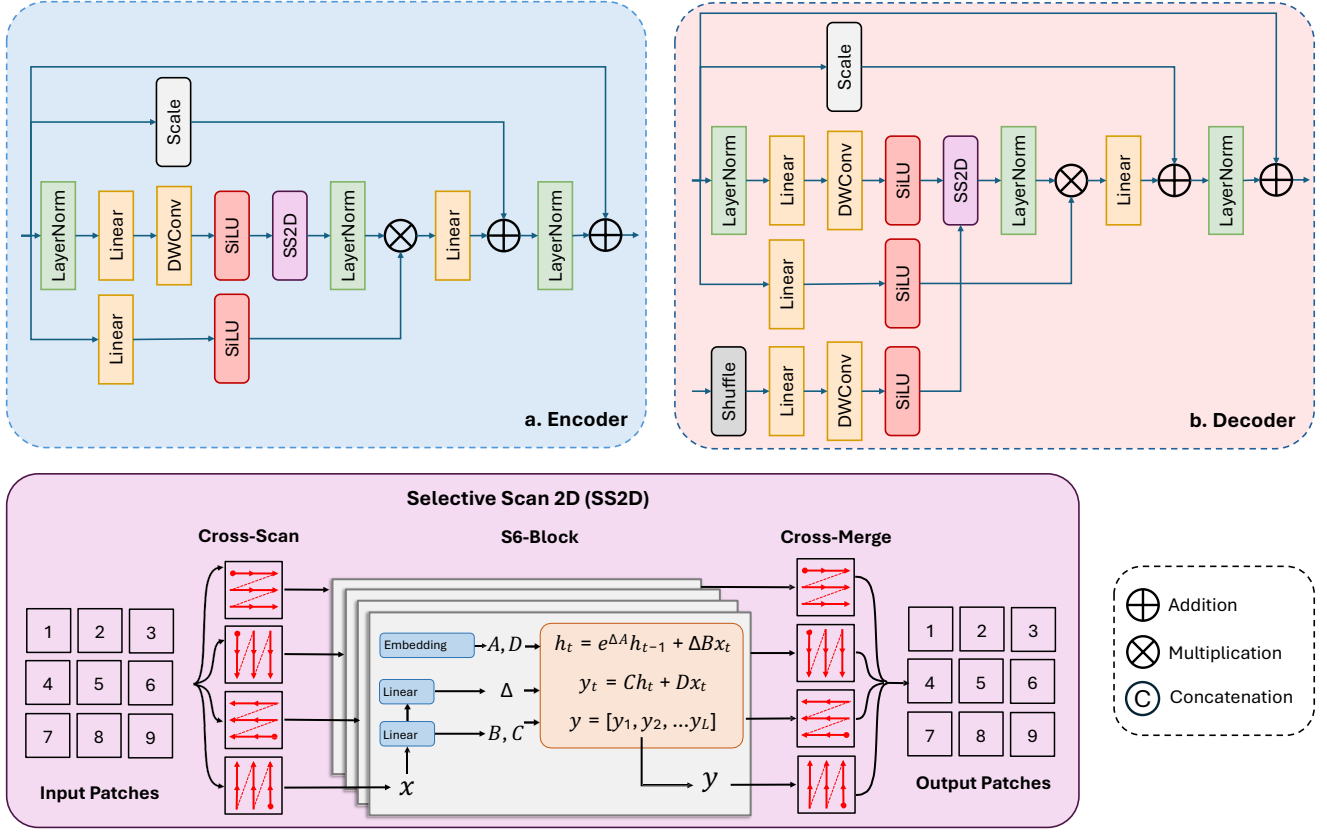 Scale
LayerNorm
Linear
DWConv
SiLU
SS2D
LayerNorm
Linear
LayerNorm
Linear
SiLU
a. Encoder
Scale
LayerNorm
Linear
DWConv
SiLU
SS2D
LayerNorm
Linear
LayerNorm
Linear
SiLU
Shuffle
Linear
DWConv
SiLU
b. Decoder
Selective Scan 2D (SS2D)
Cross-Scan
S6-Block
Cross-Merge
1 2 3
4 5 6
7 8 9
Input Patches
Embedding
A, D
Linear
Δ
Linear
B, C
x
h_t = e^{ΔA}h_{t−1} + ΔBx_t
y_t = Ch_t + Dx_t
y = [y_1, y_2, ... y_L]
y
1 2 3
4 5 6
7 8 9
Output Patches
Addition
Multiplication
C Concatenation